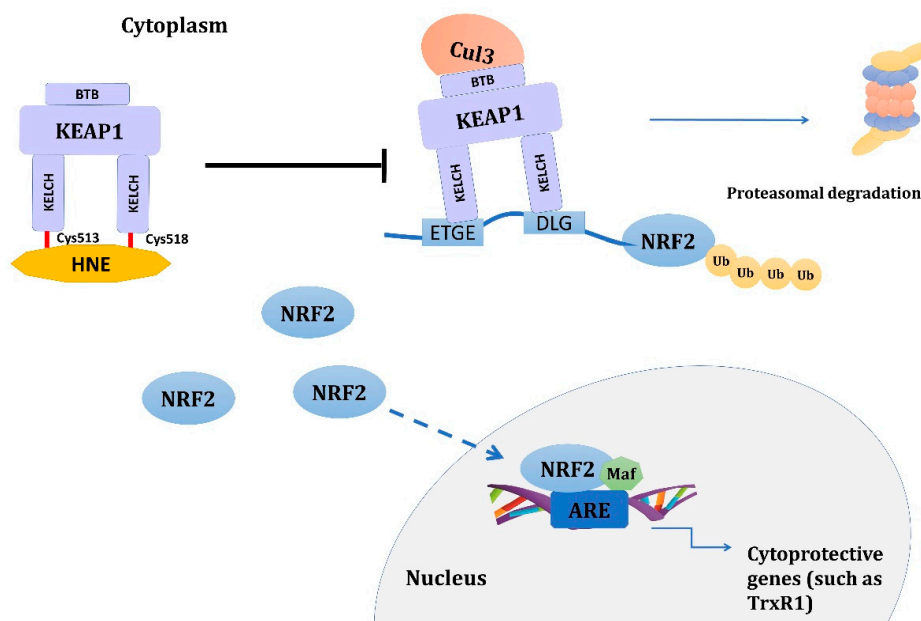 Cytoplasm
BTB
KEAP1
KELCH
KELCH
Cys513
Cys518
HNE
Cul3
BTB
KEAP1
KELCH
KELCH
ETGE
DLG
NRF2
Ub
Ub
Ub
Ub
Proteasomal degradation
NRF2
NRF2
NRF2
NRF2
Maf
ARE
Nucleus
Cytoprotective
genes (such as
TrxR1)